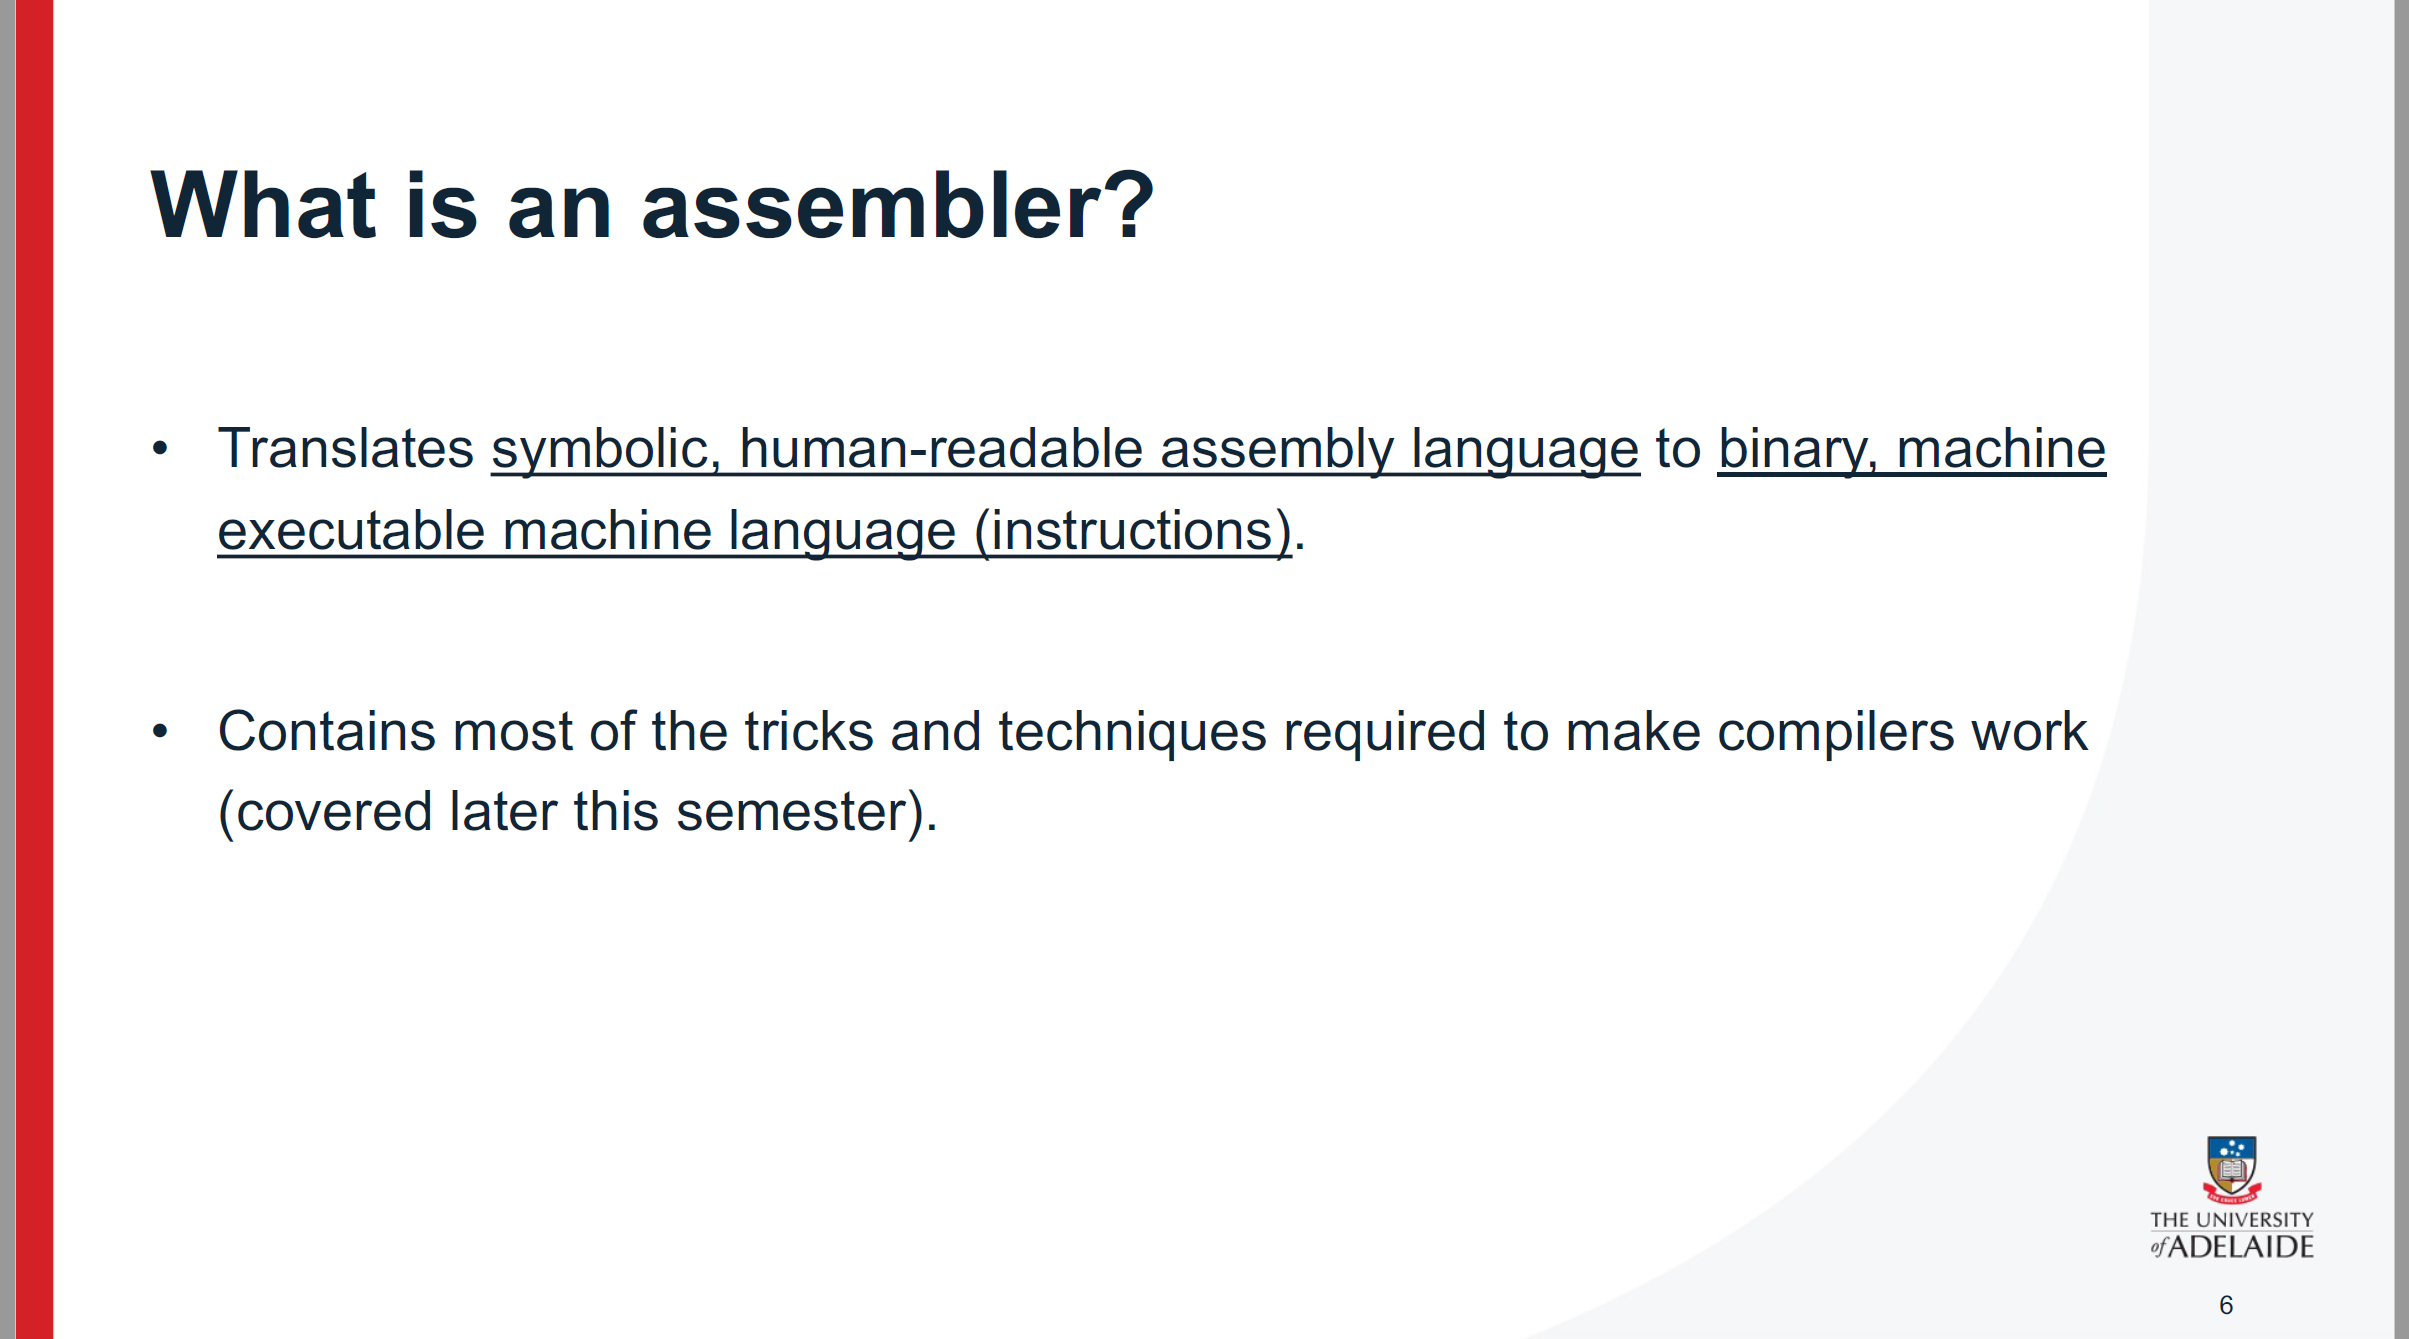 What is an assembler?
• Translates symbolic, human-readable assembly language to binary, machine
executable machine language (instructions).
• Contains most of the tricks and techniques required to make compilers work
(covered later this semester).
THE UNIVERSITY
of ADELAIDE
6